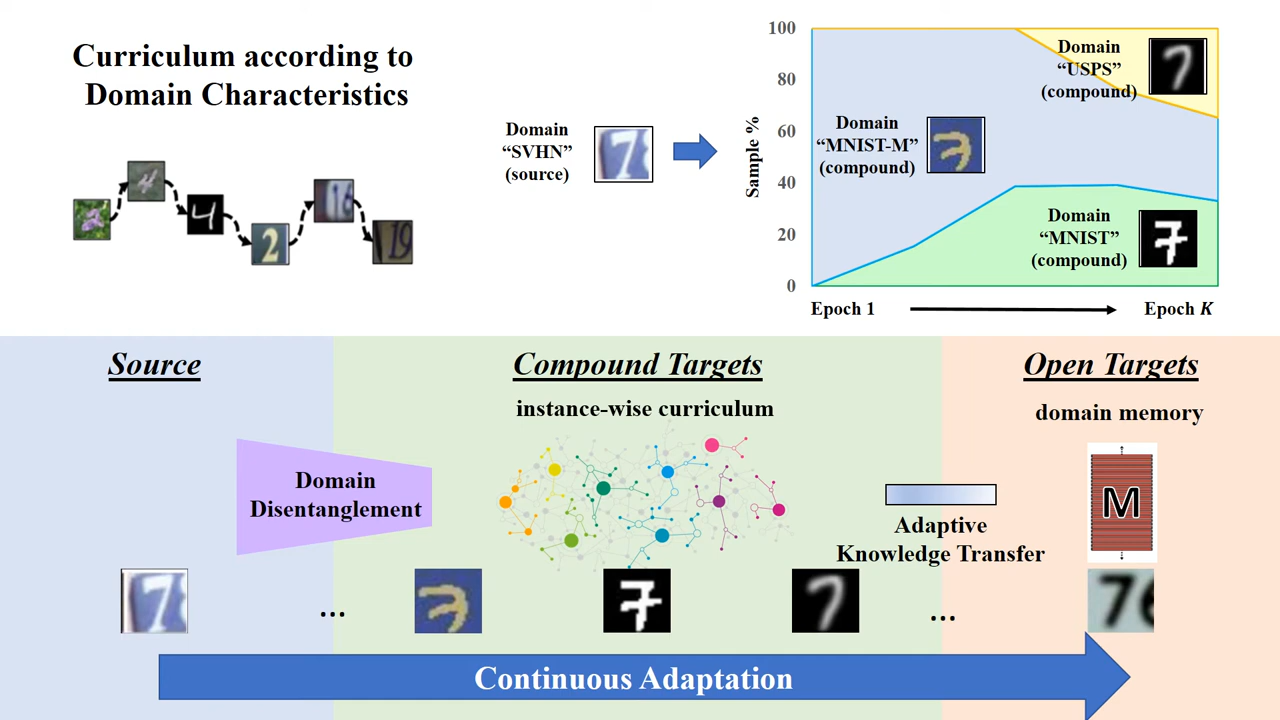 Curriculum according to
Domain Characteristics
Domain
“SVHN”
(source)
Sample %
100
80
60
40
20
0
Domain
“USPS”
(compound)
Domain
“MNIST-M”
(compound)
Domain
“MNIST”
(compound)
Epoch 1
Epoch K
Source
Compound Targets
Open Targets
instance-wise curriculum
domain memory
Domain
Disentanglement
M
Adaptive
Knowledge Transfer
...
...
Continuous Adaptation